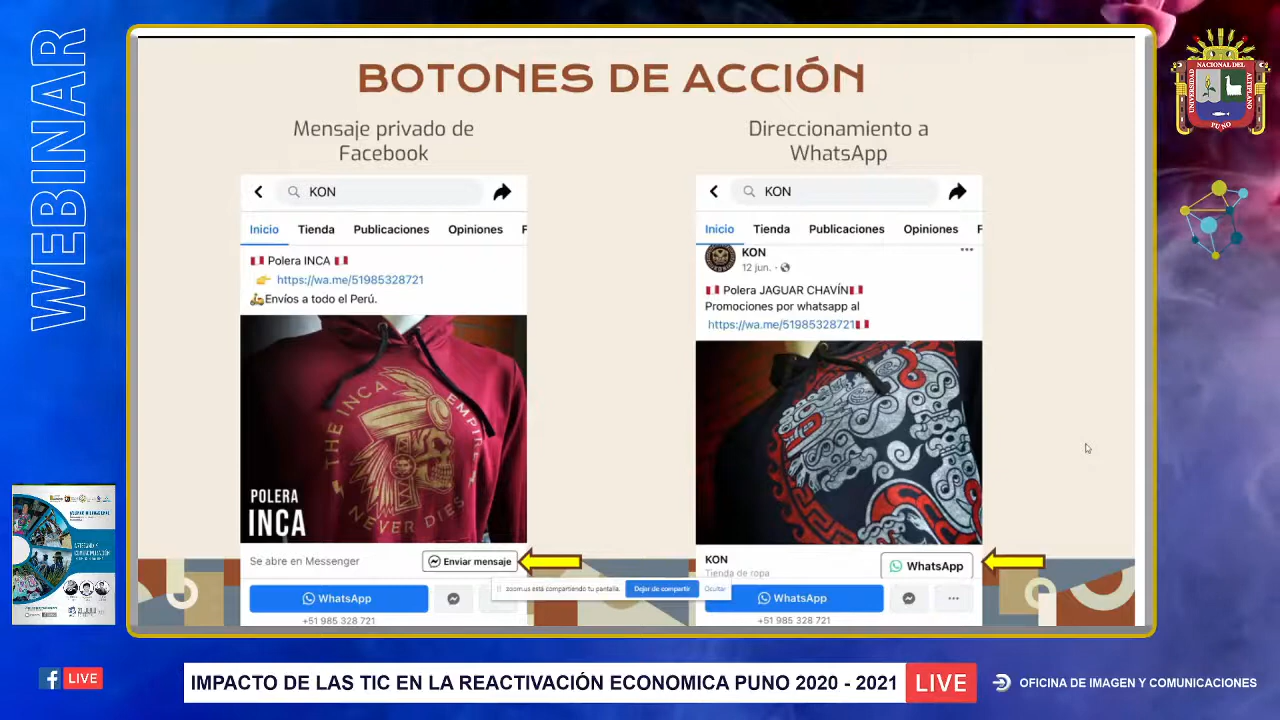 WEBINAR
BOTONES DE ACCIÓN
Mensaje privado de
Facebook
KON
Inicio Tienda Publicaciones Opiniones F
Polera INCA
https://wa.me/51985328721
Envíos a todo el Perú.
THE INCA EMPIRE
NEVER DIES
POLERA
INCA
Se abre en Messenger
Enviar mensaje
WhatsApp
+51 985 328 721
Direccionamiento a
WhatsApp
KON
Inicio Tienda Publicaciones Opiniones F
KON
12 jun. ·
Polera JAGUAR CHAVÍN
Promociones por whatsapp al
https://wa.me/51985328721
KON
Tienda de ropa
WhatsApp
WhatsApp
+51 985 328 721
zoom.us está compartiendo tu pantalla. Dejar de compartir Ocultar
UNIVERSIDAD NACIONAL DEL ALTIPLANO
PUNO
LIVE
IMPACTO DE LAS TIC EN LA REACTIVACIÓN ECONOMICA PUNO 2020 - 2021
LIVE
OFICINA DE IMAGEN Y COMUNICACIONES